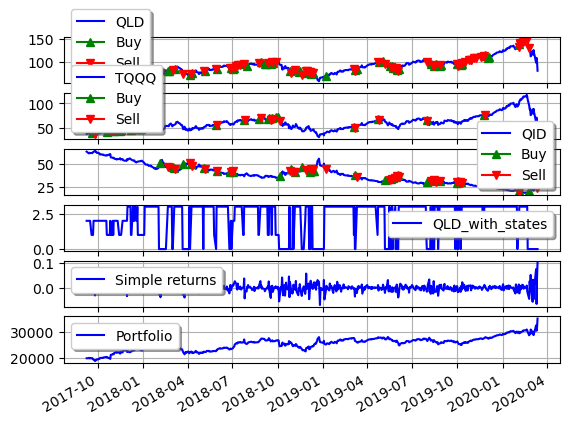 QLD
Buy
Sell
150
100
TQQQ
Buy
Sell
100
50
QID
Buy
Sell
50
25
QLD_with_states
2.5
0.0
Simple returns
0.1
0.0
Portfolio
30000
20000
2017-10 2018-01 2018-04 2018-07 2018-10 2019-01 2019-04 2019-07 2019-10 2020-01 2020-04